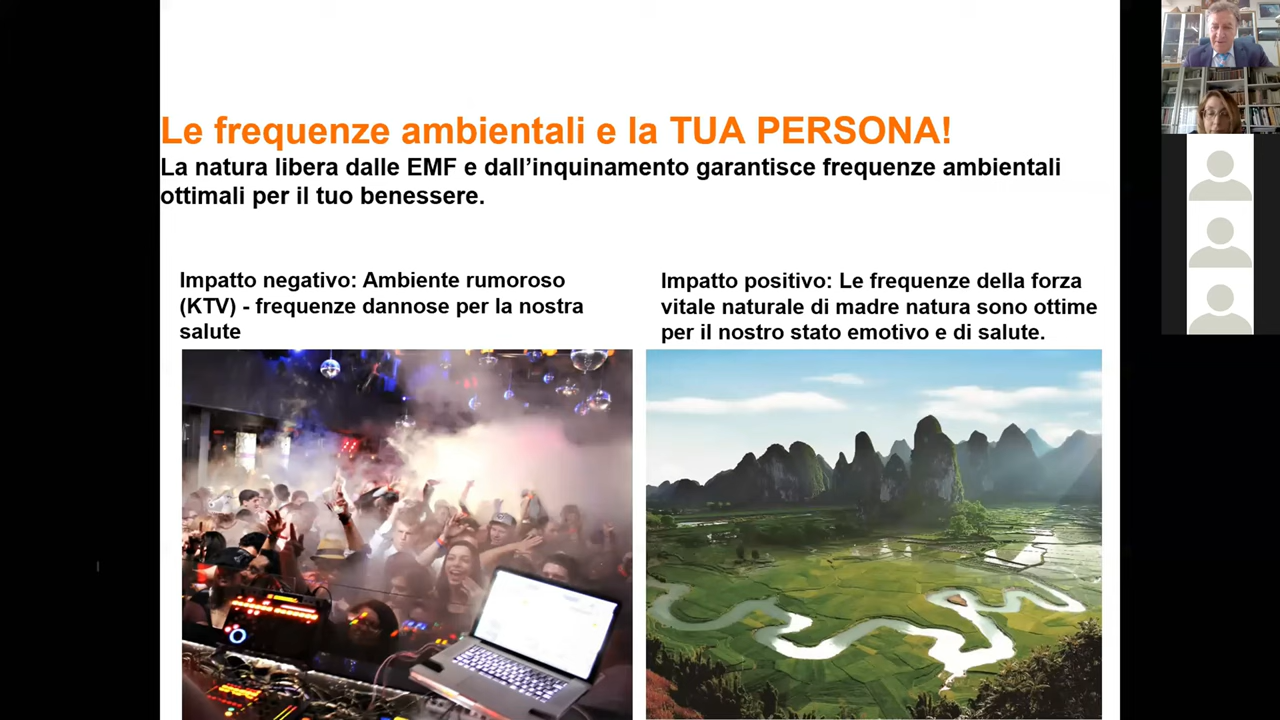 Le frequenze ambientali e la TUA PERSONA!
La natura libera dalle EMF e dall’inquinamento garantisce frequenze ambientali
ottimali per il tuo benessere.
Impatto negativo: Ambiente rumoroso
(KTV) - frequenze dannose per la nostra
salute
Impatto positivo: Le frequenze della forza
vitale naturale di madre natura sono ottime
per il nostro stato emotivo e di salute.